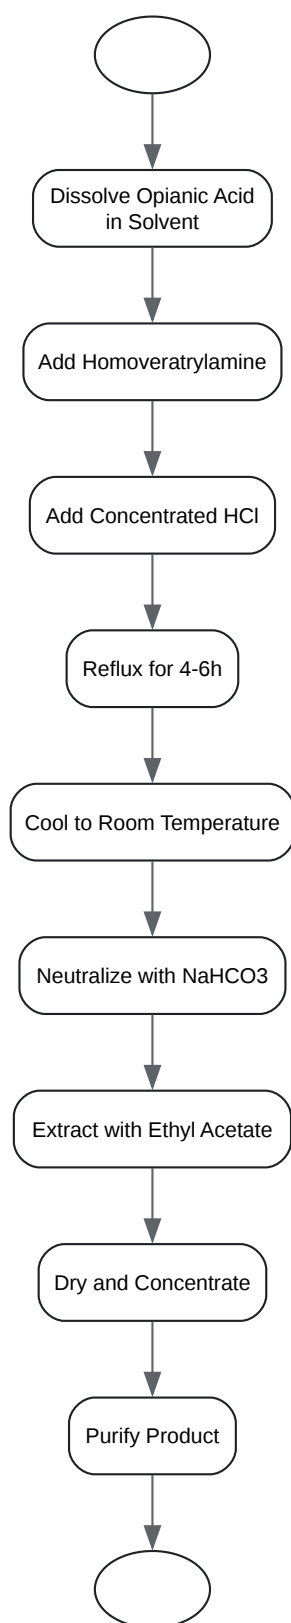 Dissolve Opianic Acid
in Solvent
Add Homoveratrylamine
Add Concentrated HCl
Reflux for 4-6h
Cool to Room Temperature
Neutralize with NaHCO3
Extract with Ethyl Acetate
Dry and Concentrate
Purify Product